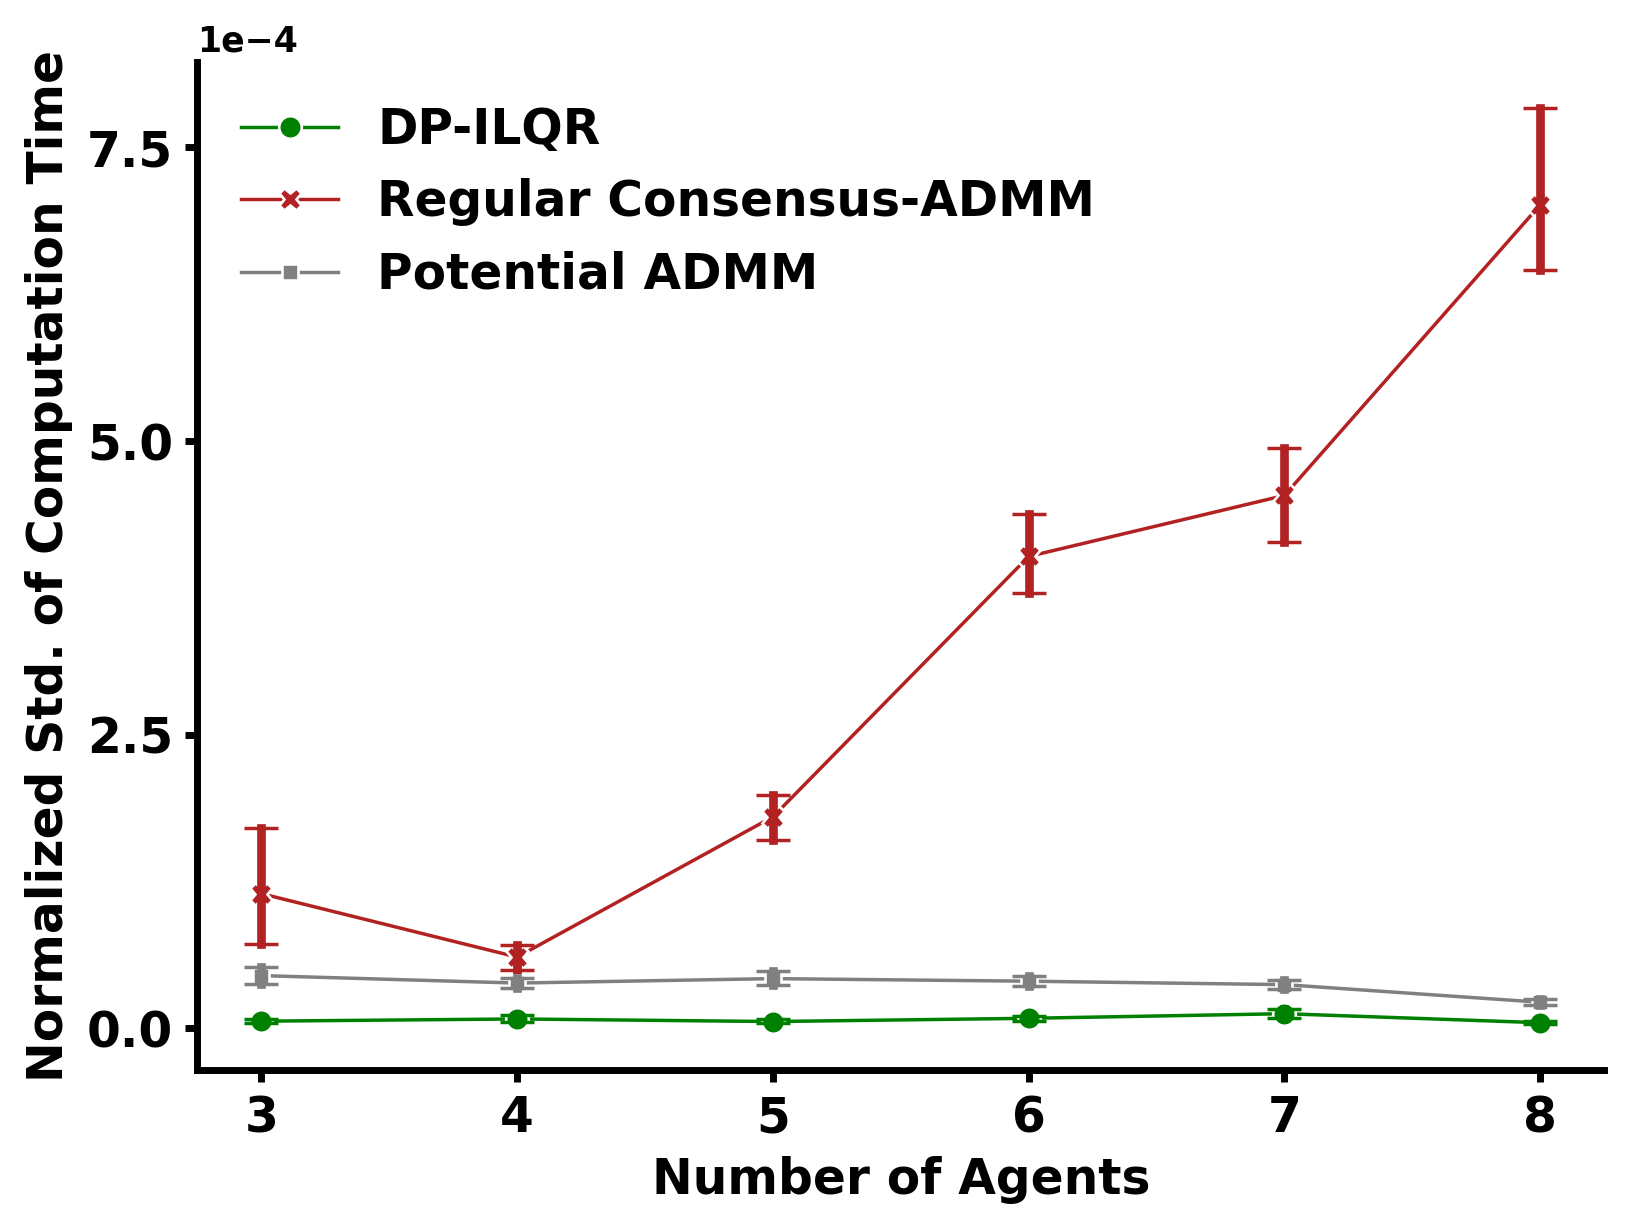 1e−4
Normalized Std. of Computation Time
7.5
5.0
2.5
0.0
DP-ILQR
Regular Consensus-ADMM
Potential ADMM
3 4 5 6 7 8
Number of Agents